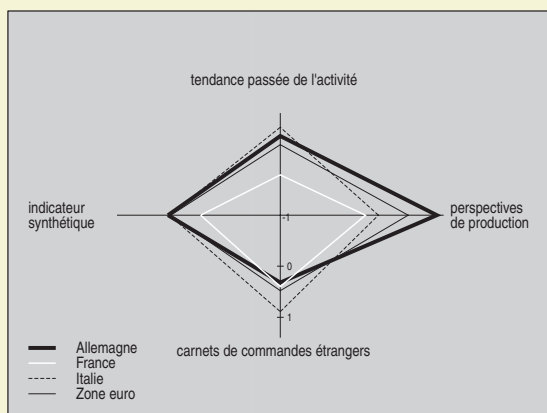 tendance passée de l'activité
indicateur
synthétique
perspectives
de production
-1
0
1
carnets de commandes étrangers
Allemagne
France
Italie
Zone euro